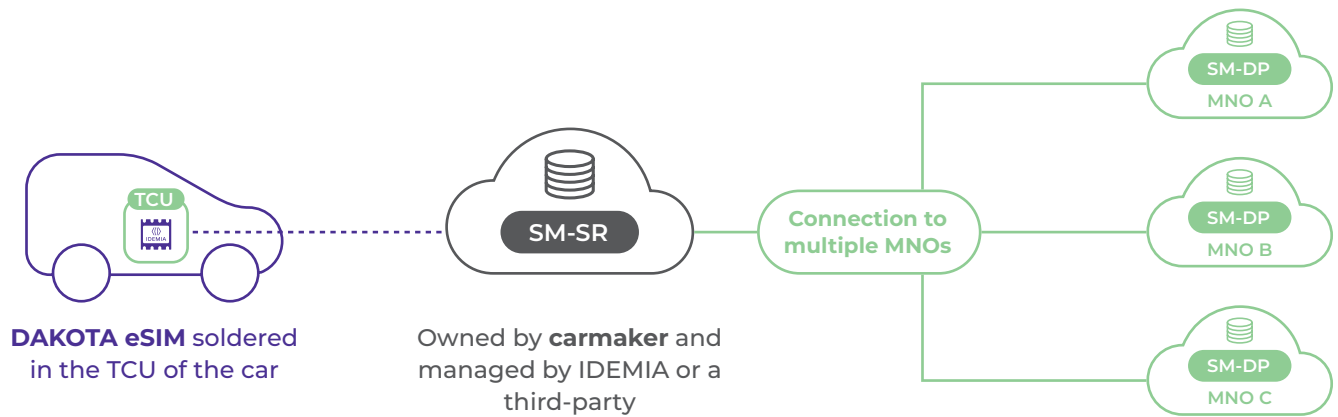 TCU
IDEMIA
DAKOTA eSIM soldered
in the TCU of the car
SM-SR
Owned by carmaker and
managed by IDEMIA or a
third-party
Connection to
multiple MNOs
SM-DP
MNO A
SM-DP
MNO B
SM-DP
MNO C